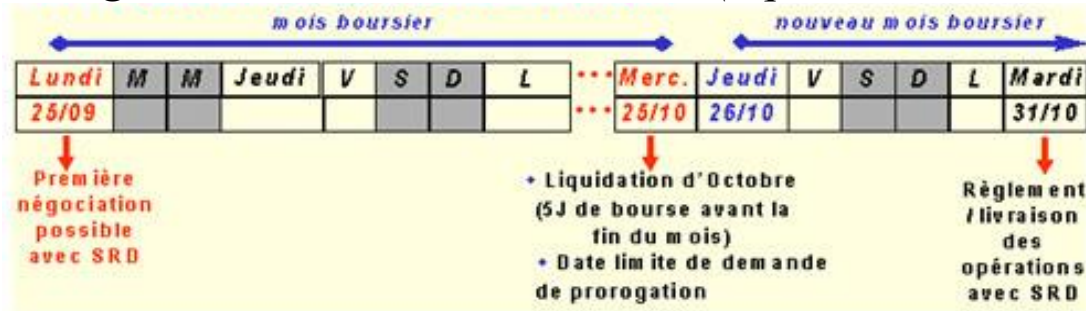 mois boursier
nouveau mois boursier
Lundi M M Jeudi V S D L ••• Merc. Jeudi V S D L Mardi
25/09 ••• 25/10 26/10 31/10
Première
négociation
possible
avec SRD
• Liquidation d'Octobre
(5J de bourse avant la
fin du mois)
• Date limite de demande
de prorogation
Règlement
/ livraison
des
opérations
avec SRD